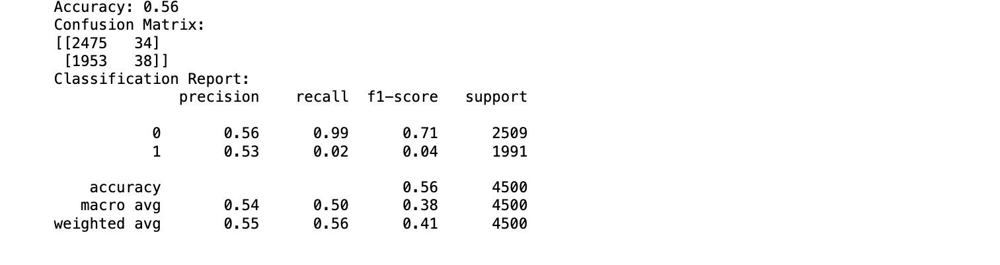 Accuracy: 0.56
Confusion Matrix:
[[2475   34]
 [1953   38]]
Classification Report:
              precision    recall  f1-score   support

           0       0.56      0.99      0.71      2509
           1       0.53      0.02      0.04      1991

    accuracy                           0.56      4500
   macro avg       0.54      0.50      0.38      4500
weighted avg       0.55      0.56      0.41      4500